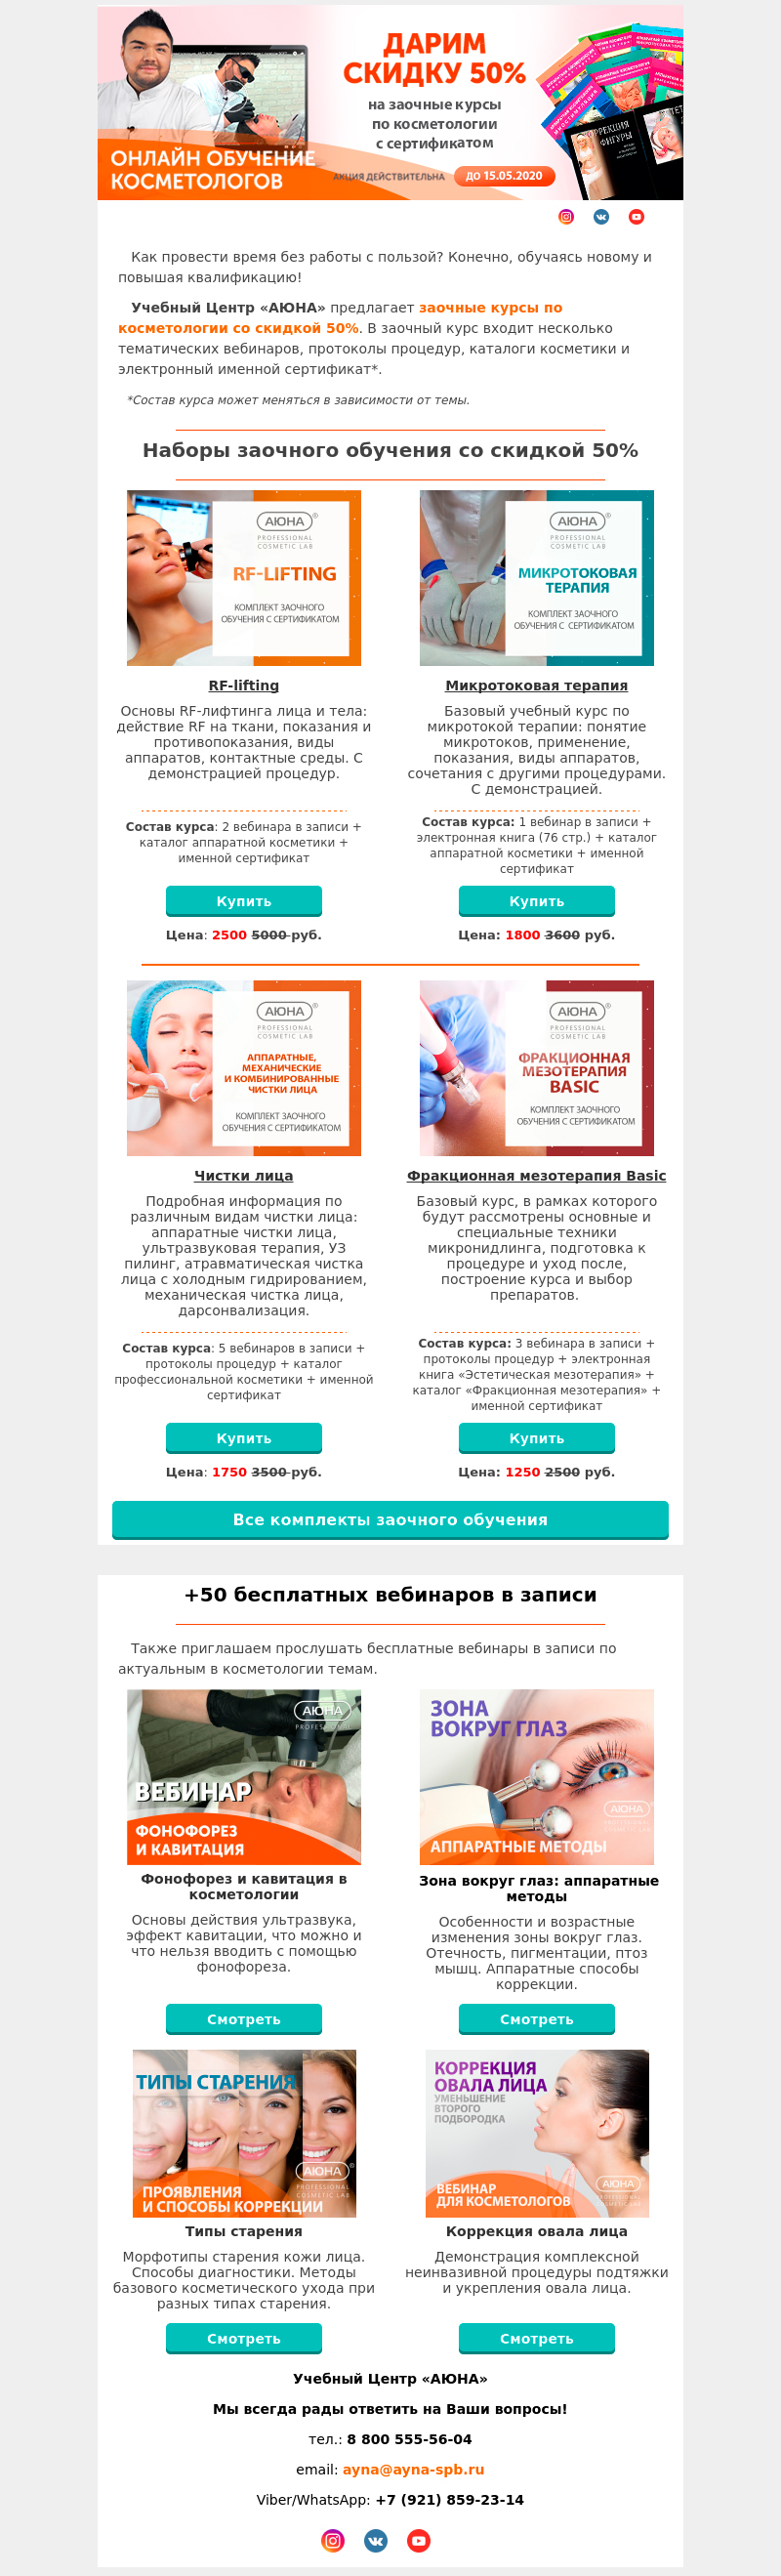 ДАРИМ
СКИДКУ 50%
на заочные курсы
по косметологии
с сертификатом
ОНЛАЙН ОБУЧЕНИЕ
КОСМЕТОЛОГОВ
АКЦИЯ ДЕЙСТВИТЕЛЬНА ДО 15.05.2020
Как провести время без работы с пользой? Конечно, обучаясь новому и
повышая квалификацию!
Учебный Центр «АЮНА» предлагает заочные курсы по
косметологии со скидкой 50%. В заочный курс входит несколько
тематических вебинаров, протоколы процедур, каталоги косметики и
электронный именной сертификат*.
*Состав курса может меняться в зависимости от темы.
Наборы заочного обучения со скидкой 50%
АЮНА®
PROFESSIONAL
COSMETIC LAB
RF-LIFTING
КОМПЛЕКТ ЗАОЧНОГО
ОБУЧЕНИЯ С СЕРТИФИКАТОМ
RF-lifting
Основы RF-лифтинга лица и тела:
действие RF на ткани, показания и
противопоказания, виды
аппаратов, контактные среды. С
демонстрацией процедур.
Состав курса: 2 вебинара в записи +
каталог аппаратной косметики +
именной сертификат
Купить
Цена: 2500 5000 руб.
АЮНА®
PROFESSIONAL
COSMETIC LAB
МИКРОТОКОВАЯ
ТЕРАПИЯ
КОМПЛЕКТ ЗАОЧНОГО
ОБУЧЕНИЯ С СЕРТИФИКАТОМ
Микротоковая терапия
Базовый учебный курс по
микротокой терапии: понятие
микротоков, применение,
показания, виды аппаратов,
сочетания с другими процедурами.
С демонстрацией.
Состав курса: 1 вебинар в записи +
электронная книга (76 стр.) + каталог
аппаратной косметики + именной
сертификат
Купить
Цена: 1800 3600 руб.
АЮНА®
PROFESSIONAL
COSMETIC LAB
АППАРАТНЫЕ,
МЕХАНИЧЕСКИЕ
И КОМБИНИРОВАННЫЕ
ЧИСТКИ ЛИЦА
КОМПЛЕКТ ЗАОЧНОГО
ОБУЧЕНИЯ С СЕРТИФИКАТОМ
Чистки лица
Подробная информация по
различным видам чистки лица:
аппаратные чистки лица,
ультразвуковая терапия, УЗ
пилинг, атравматическая чистка
лица с холодным гидрированием,
механическая чистка лица,
дарсонвализация.
Состав курса: 5 вебинаров в записи +
протоколы процедур + каталог
профессиональной косметики + именной
сертификат
Купить
Цена: 1750 3500 руб.
АЮНА®
PROFESSIONAL
COSMETIC LAB
ФРАКЦИОННАЯ
МЕЗОТЕРАПИЯ
BASIC
КОМПЛЕКТ ЗАОЧНОГО
ОБУЧЕНИЯ С СЕРТИФИКАТОМ
Фракционная мезотерапия Basic
Базовый курс, в рамках которого
будут рассмотрены основные и
специальные техники
микронидлинга, подготовка к
процедуре и уход после,
построение курса и выбор
препаратов.
Состав курса: 3 вебинара в записи +
протоколы процедур + электронная
книга «Эстетическая мезотерапия» +
каталог «Фракционная мезотерапия» +
именной сертификат
Купить
Цена: 1250 2500 руб.
Все комплекты заочного обучения
+50 бесплатных вебинаров в записи
Также приглашаем прослушать бесплатные вебинары в записи по
актуальным в косметологии темам.
АЮНА
ВЕБИНАР
ФОНОФОРЕЗ
И КАВИТАЦИЯ
Фонофорез и кавитация в
косметологии
Основы действия ультразвука,
эффект кавитации, что можно и
что нельзя вводить с помощью
фонофореза.
Смотреть
ЗОНА
ВОКРУГ ГЛАЗ
АЮНА
АППАРАТНЫЕ МЕТОДЫ
Зона вокруг глаз: аппаратные
методы
Особенности и возрастные
изменения зоны вокруг глаз.
Отечность, пигментации, птоз
мышц. Аппаратные способы
коррекции.
Смотреть
ТИПЫ СТАРЕНИЯ
АЮНА®
PROFESSIONAL
COSMETIC LAB
ПРОЯВЛЕНИЯ
И СПОСОБЫ КОРРЕКЦИИ
Типы старения
Морфотипы старения кожи лица.
Способы диагностики. Методы
базового косметического ухода при
разных типах старения.
Смотреть
КОРРЕКЦИЯ
ОВАЛА ЛИЦА
УМЕНЬШЕНИЕ
ВТОРОГО
ПОДБОРОДКА
АЮНА
ВЕБИНАР
ДЛЯ КОСМЕТОЛОГОВ
Коррекция овала лица
Демонстрация комплексной
неинвазивной процедуры подтяжки
и укрепления овала лица.
Смотреть
Учебный Центр «АЮНА»
Мы всегда рады ответить на Ваши вопросы!
тел.: 8 800 555-56-04
email: ayna@ayna-spb.ru
Viber/WhatsApp: +7 (921) 859-23-14